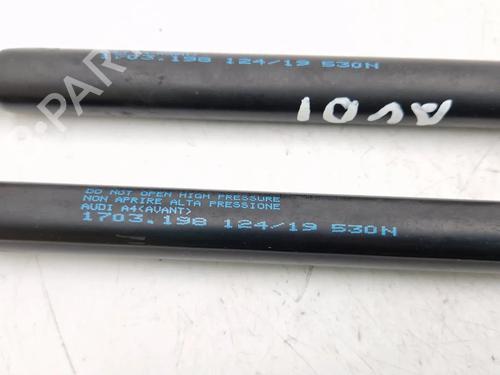 1703.198 124/19 530N
AV01
DO NOT OPEN HIGH PRESSURE
NON APRIRE ALTA PRESSIONE
AUDI A4(AVANT)
1703.198 124/19 530N